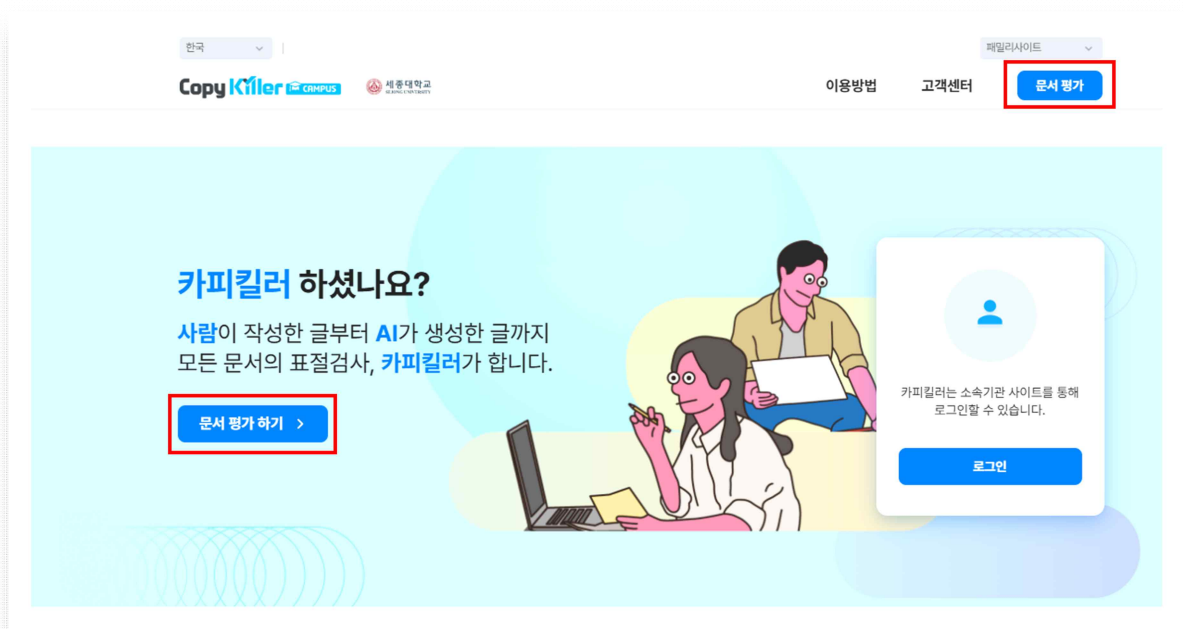 한국
패밀리사이트
Copy Killer CAMPUS
세종대학교
SEJONG UNIVERSITY
이용방법
고객센터
문서 평가
카피킬러 하셨나요?
사람이 작성한 글부터 AI가 생성한 글까지
모든 문서의 표절검사, 카피킬러가 합니다.
문서 평가 하기 >
카피킬러는 소속기관 사이트를 통해
로그인할 수 있습니다.
로그인